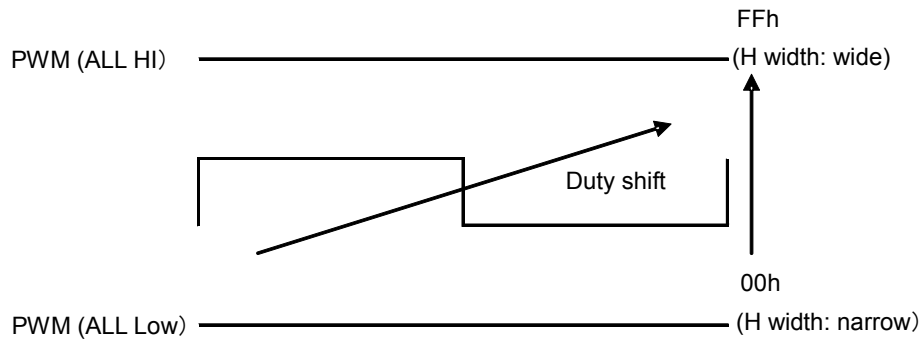 FFh
PWM (ALL HI）
(H width: wide)
Duty shift
00h
PWM (ALL Low）
(H width: narrow）